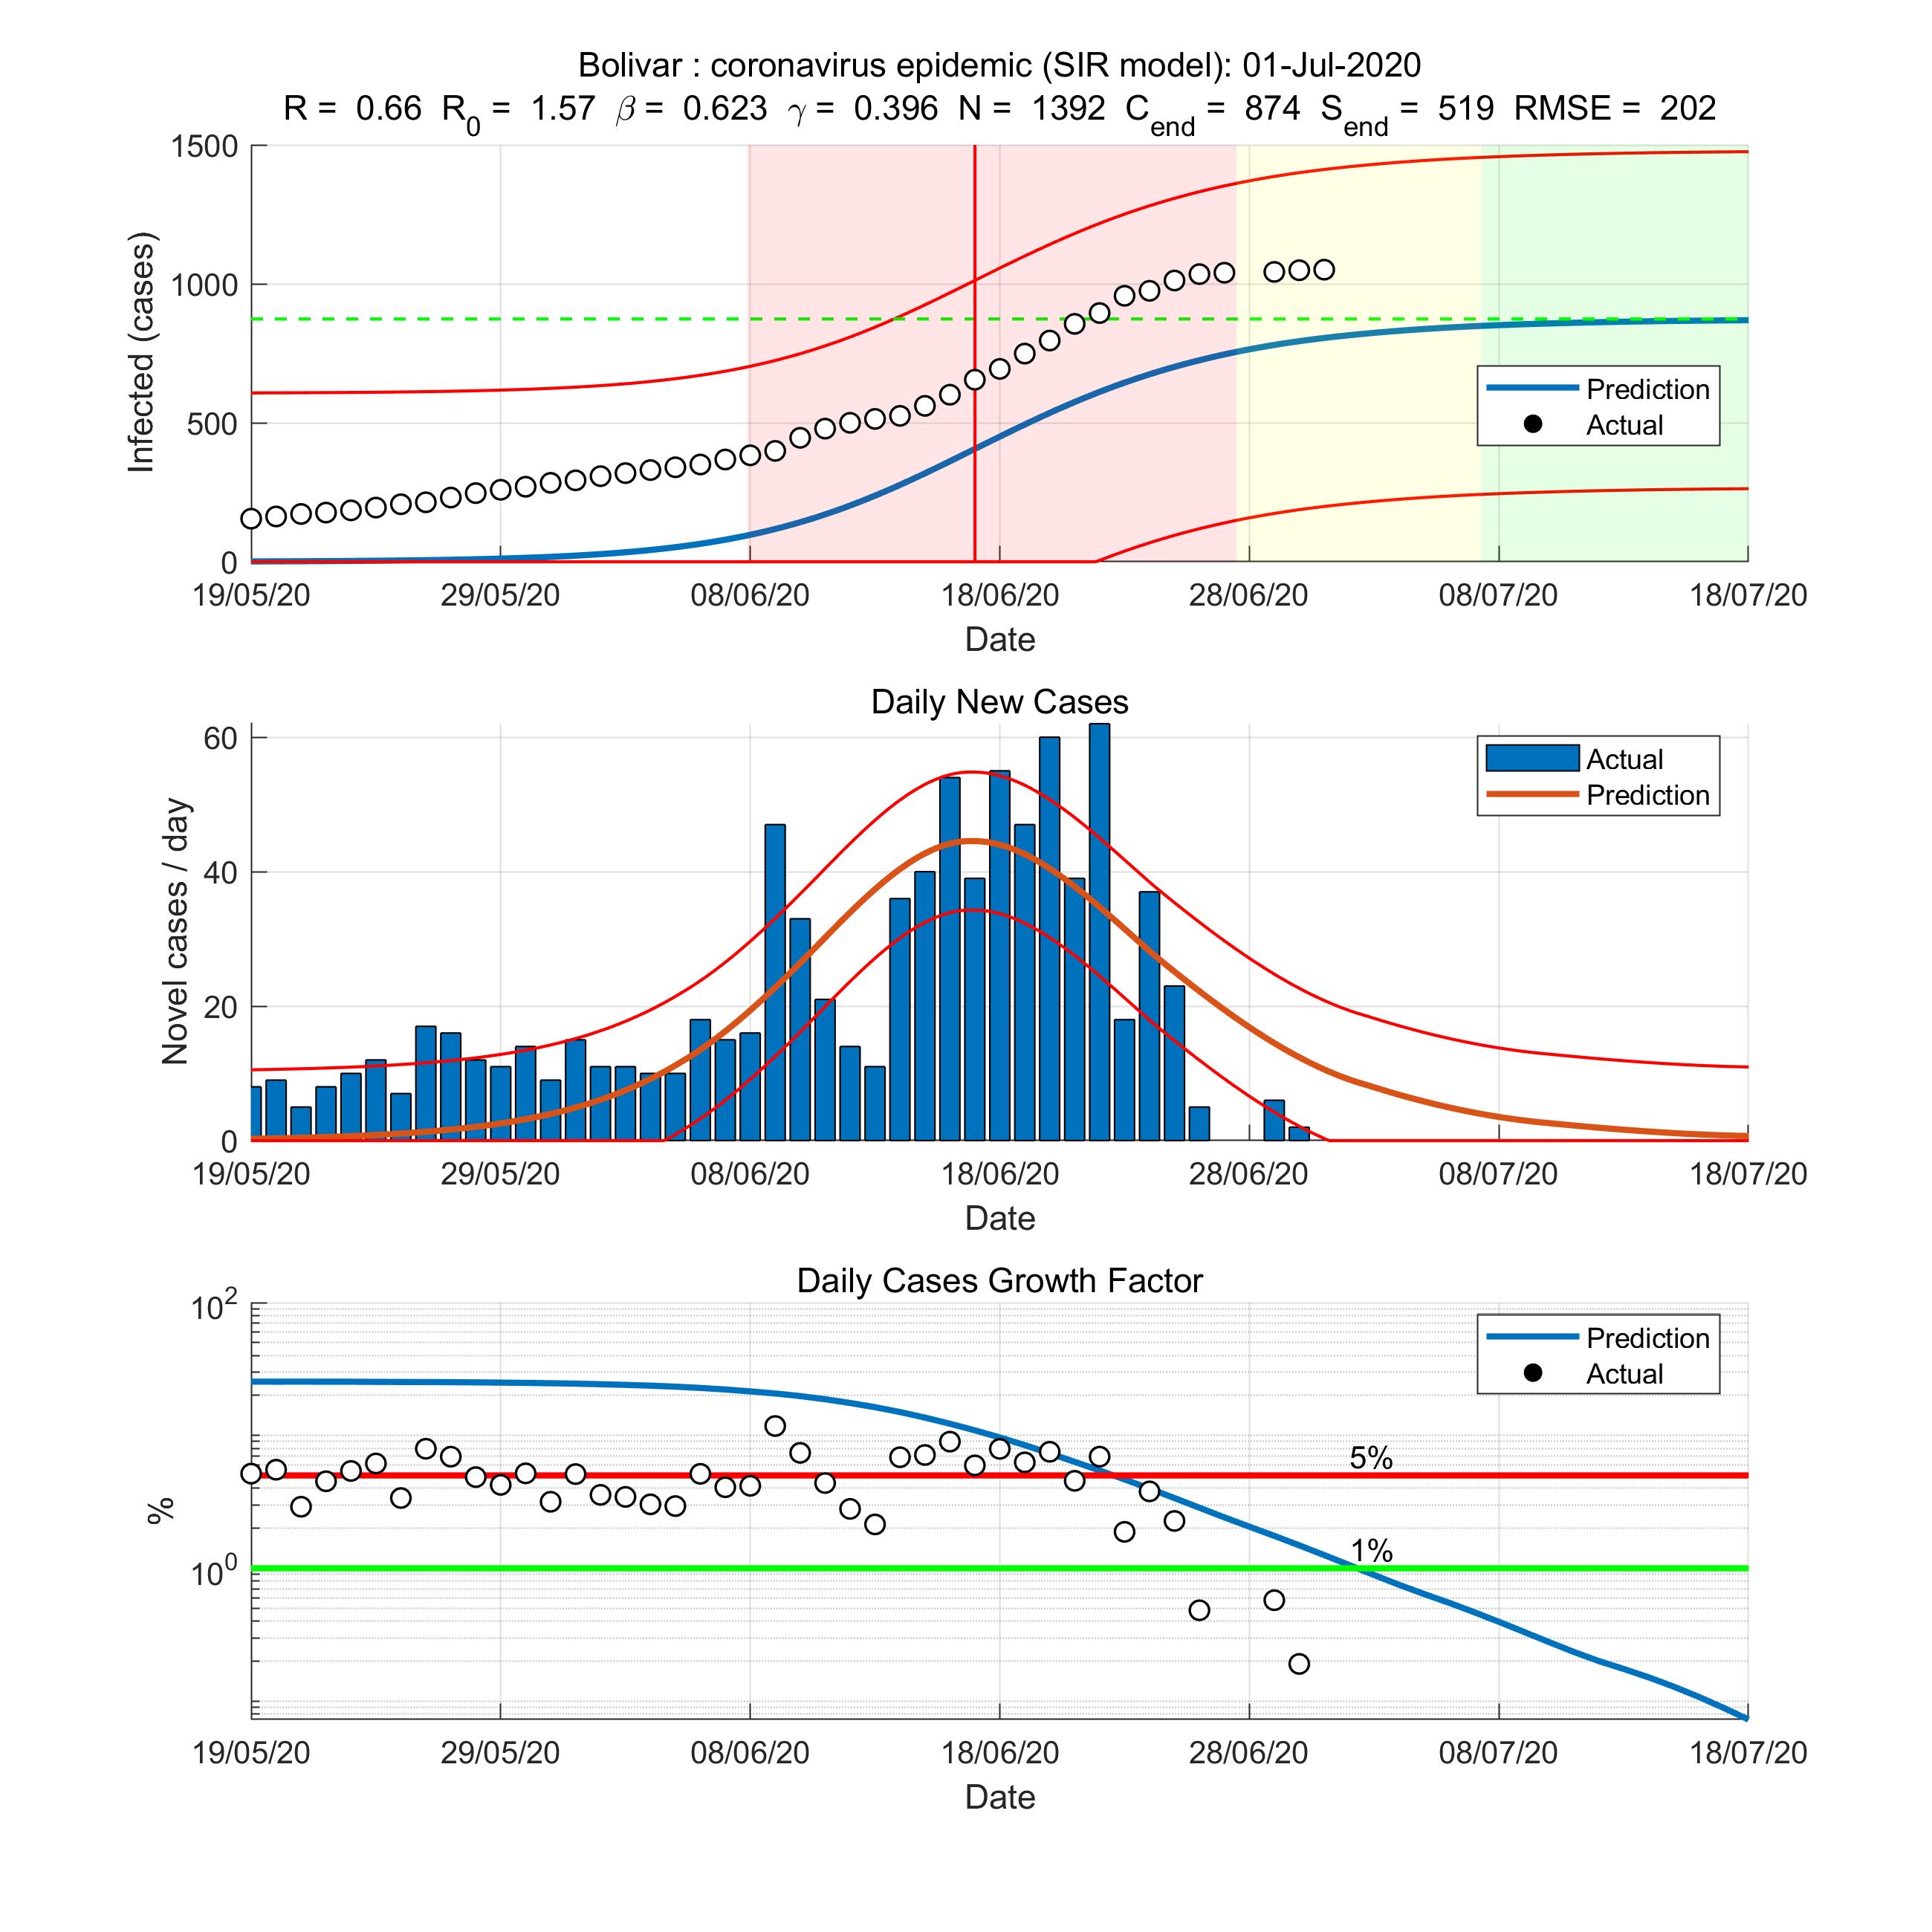 Bolivar : coronavirus epidemic (SIR model): 01-Jul-2020
R = 0.66 R0 = 1.57 β = 0.623 γ = 0.396 N = 1392 Cend = 874 Send = 519 RMSE = 202
Infected (cases)
1500
1000
500
0
Prediction
Actual
19/05/20 29/05/20 08/06/20 18/06/20 28/06/20 08/07/20 18/07/20
Date
Daily New Cases
Novel cases / day
60
40
20
0
Actual
Prediction
19/05/20 29/05/20 08/06/20 18/06/20 28/06/20 08/07/20 18/07/20
Date
Daily Cases Growth Factor
%
10^2
10^0
Prediction
Actual
5%
1%
19/05/20 29/05/20 08/06/20 18/06/20 28/06/20 08/07/20 18/07/20
Date